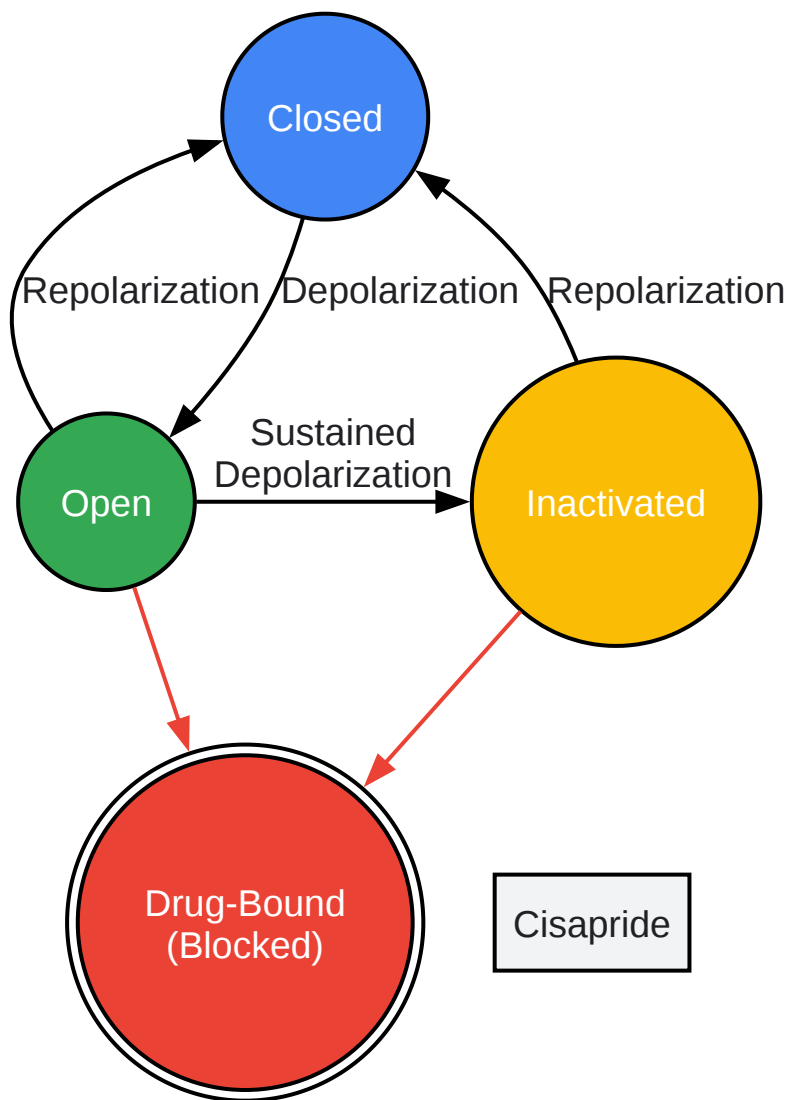 Closed
Repolarization
Depolarization
Repolarization
Sustained
Depolarization
Open
Inactivated
Drug-Bound
(Blocked)
Cisapride